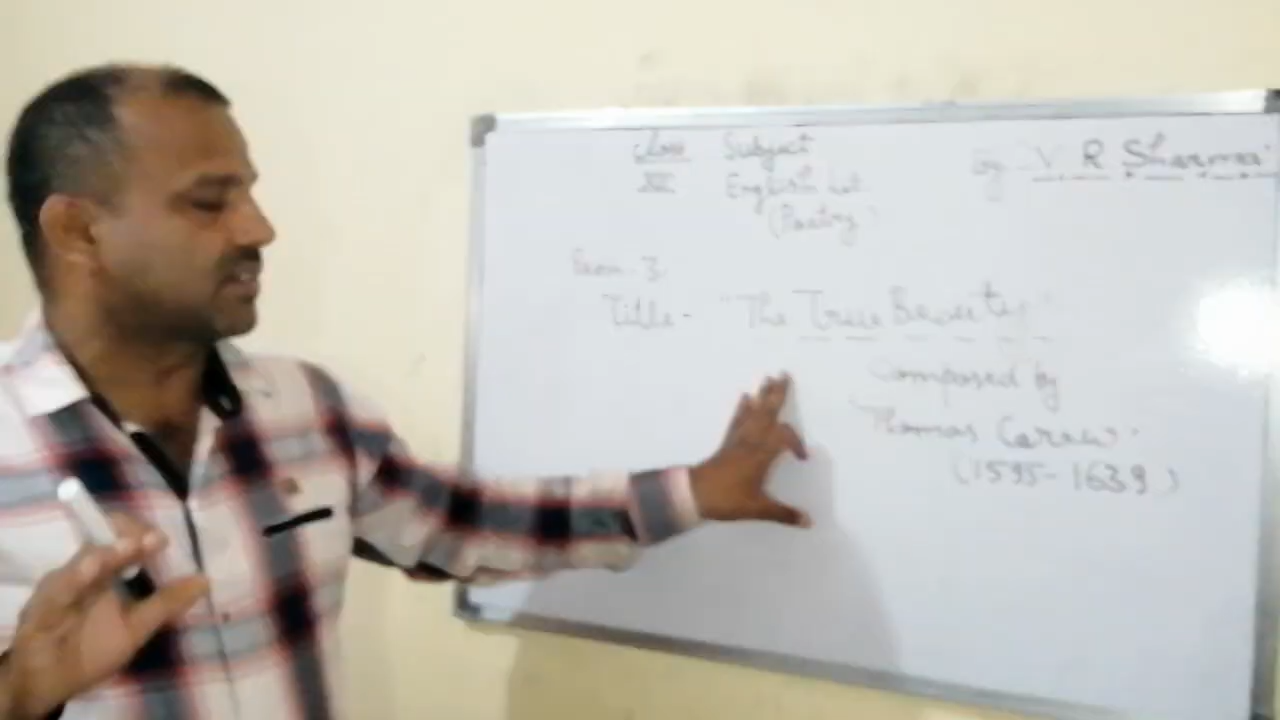 Class Subject by: V R Sharma
XII English Lit.
(Poetry)
Poem. 3.
Title- "The True Beauty"
Composed by
Thomas Carew.
(1595-1639)